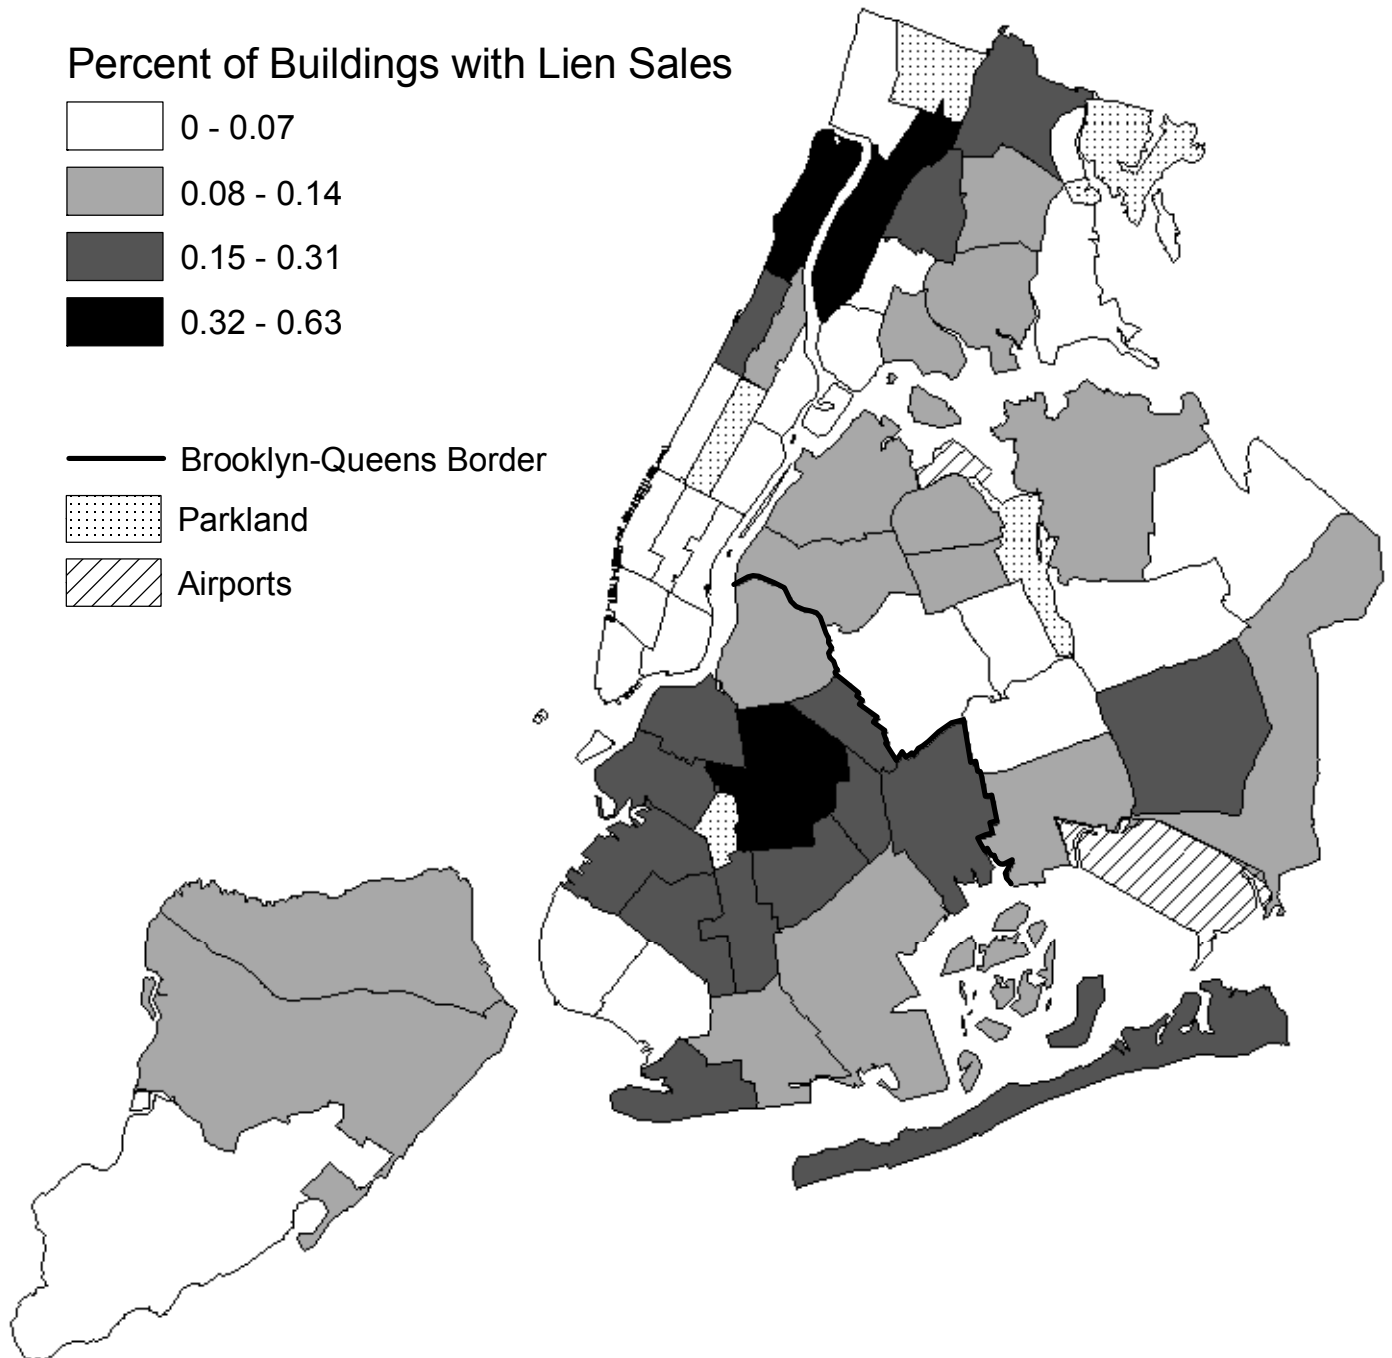 Percent of Buildings with Lien Sales
0 - 0.07
0.08 - 0.14
0.15 - 0.31
0.32 - 0.63
Brooklyn-Queens Border
Parkland
Airports